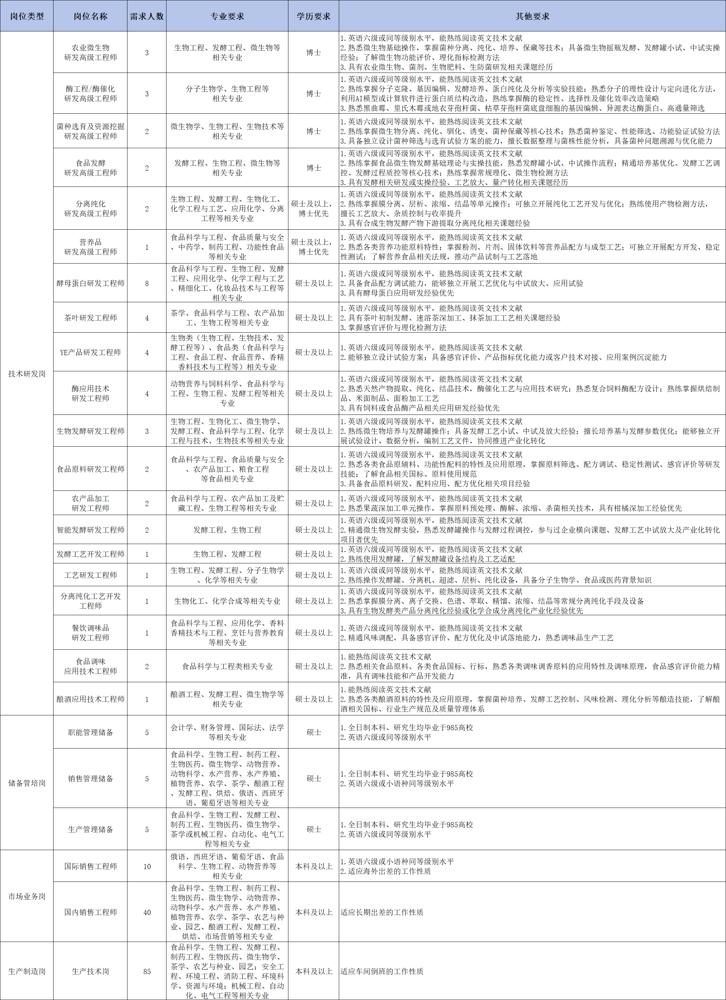 岗位类型 岗位名称 需求人数 专业要求 学历要求 其他要求
技术研发岗
农业微生物
研发高级工程师
3
生物工程、发酵工程、微生物等
相关专业
博士
1.英语六级或同等级别水平，能熟练阅读英文技术文献
2.熟悉微生物基础操作，掌握菌种分离、纯化、培养、保藏等技术；具备微生物摇瓶发酵、发酵罐小试、中试实操
经验；了解微生物功能评价、理化指标检测方法
3.具有农业微生物、菌剂、生物肥料、生防菌研发相关课题经历
酶工程/酶催化
研发高级工程师
3
分子生物学、生物工程等
相关专业
博士
1.英语六级或同等级别水平，能熟练阅读英文技术文献
2.熟练掌握分子克隆、基因编辑、发酵培养、蛋白纯化及分析等实验技能；熟悉分子的理性设计与定向进化方法，
利用AI模型或计算软件进行蛋白质结构改造，熟练掌握酶的稳定性、选择性及催化效率改造策略
3.熟悉黑曲霉、里氏木霉或地衣芽孢杆菌、枯草芽孢杆菌底盘细胞的基因编辑、异源表达酶蛋白、高通量筛选
菌种选育及资源挖掘
研发高级工程师
2
微生物学、生物工程、生物技术等
相关专业
博士
1.英语六级或同等级别水平，能熟练阅读英文技术文献
2.熟练掌握微生物分离、纯化、驯化、诱变、菌种保藏等核心技术；熟悉菌种鉴定、性能筛选、功能验证试验方法
3.具备独立设计菌种筛选与选育试验方案的能力，擅长数据整理与菌株性能分析，具备菌种问题溯源与优化能力
食品发酵
研发高级工程师
2
发酵工程、生物工程、微生物等
相关专业
博士
1.英语六级或同等级别水平，能熟练阅读英文技术文献
2.熟练掌握食品微生物发酵基础理论与实操技能，熟悉发酵罐小试、中试操作流程；精通培养基优化、发酵工艺调
控、发酵过程质控等核心技术；熟练掌握常规理化、微生物检测方法
3.具有发酵相关研发或实操经验、工艺放大、量产转化相关课题经历
分离纯化
研发高级工程师
2
生物工程、发酵工程、生物化工、
化学工程与工艺、应用化学、分离
工程等相关专业
硕士及以上，
博士优先
1.英语六级或同等级别水平，能熟练阅读英文技术文献
2.熟练掌握膜分离、层析、浓缩、结晶等单元操作；可独立开展纯化工艺开发与优化；熟练使用产物检测方法，
擅长工艺放大、杂质控制与收率提升
3.具有合成生物发酵产物下游提取分离纯化相关课题经验
营养品
研发高级工程师
1
食品科学与工程、食品质量与安全
、中药学、制药工程、功能性食品
等相关专业
硕士及以上，
博士优先
1.英语六级或同等级别水平，能熟练阅读英文技术文献
2.熟悉各类营养功能原料特性；掌握粉剂、片剂、固体饮料等营养品配方与成型工艺；可独立开展配方开发、稳定
性测试；了解营养食品相关法规，推动产品试制与工艺落地
酵母蛋白研发工程师
8
食品科学与工程、生物工程、发酵
工程、应用化学、化学工程与工艺
、精细化工、化妆品技术与工程等
相关专业
硕士及以上
1.英语六级或同等级别水平，能熟练阅读英文技术文献
2.具备食品配方调试能力，能够独立开展工艺优化与中试放大、应用试验
3.具有酵母蛋白应用研发经验优先
茶叶研发工程师
4
茶学、食品科学与工程、农产品加
工、生物工程等相关专业
硕士及以上
1.英语六级或同等级别水平，能熟练阅读英文技术文献
2.具有茶叶初制发酵、速溶茶深加工、抹茶加工工艺相关课题经验
3.掌握感官评价与理化检测方法
YE产品研发工程师
4
生物类（生物工程、生物技术、发
酵工程等）、食品类（食品科学与
工程、食品工程、食品营养、香精
香料技术与工程等）相关专业
硕士及以上
1.英语六级或同等级别水平，能熟练阅读英文技术文献
2.能够独立设计试验方案；具备感官评价、产品指标优化能力或客户技术对接、应用案例沉淀能力
酶应用技术
研发工程师
4
动物营养与饲料科学、食品科学与
工程、生物工程、发酵工程等相关
专业
硕士及以上
1.英语六级或同等级别水平，能熟练阅读英文技术文献
2.熟悉天然产物提取、纯化、结晶技术，酶催化工艺与应用技术研究；熟悉复合饲料酶配方设计；熟练掌握烘焙制
品、米面制品、面粉加工工艺
3.具有饲料或食品酶产品相关应用研发经验优先
生物发酵研发工程师
3
生物工程、生物化工、微生物学、
发酵工程、食品科学与工程、化学
工程与技术、生物技术等相关专业
硕士及以上
1.英语六级或同等级别水平，能熟练阅读英文技术文献
2.熟练微生物培养与发酵罐操作；具备发酵工艺小试、中试及放大经验；擅长培养基与发酵参数优化；能够独立开
展试验设计、数据分析，编制工艺文件，协同推进产业化转化
食品原料研发工程师
2
食品科学与工程、食品质量与安全
、农产品加工、粮食工程
等食品相关专业
硕士及以上
1.英语六级或同等级别水平，能熟练阅读英文技术文献
2.熟悉各类食品原辅料、功能性配料的特性及应用原理，掌握原料筛选、配方调试、稳定性测试、感官评价等研发
技能；了解食品相关国标、原料使用规范
3.具备食品原料研发、配料应用、配方优化相关项目经验
农产品加工
研发工程师
2
食品科学与工程、农产品加工及贮
藏工程、生物工程等相关专业
硕士及以上
1.英语六级或同等级别水平，能熟练阅读英文技术文献
2.熟悉果蔬深加工单元操作，掌握原料预处理、酶解、浓缩、杀菌相关技术，具有柑橘深加工经验优先
智能发酵研发工程师
2
发酵工程、生物工程
硕士及以上
1.英语六级或同等级别水平，能熟练阅读英文技术文献
2.精通微生物发酵实验，熟悉发酵罐操作与发酵过程调控，参与过企业横向课题、发酵工艺中试放大及产业化转化
项目者优先
发酵工艺开发工程师
1
生物工程、发酵工程
硕士及以上
1.英语六级或同等级别水平，能熟练阅读英文技术文献
2.熟练使用发酵罐，了解发酵罐设备结构及工艺适配
工艺研发工程师
1
生物工程、发酵工程、分子生物学
、化学等相关专业
硕士及以上
1.英语六级或同等级别水平，能熟练阅读英文技术文献
2.熟练操作发酵罐、分离机、超滤、层析、纯化设备，具备分子生物学、食品或医药背景知识
分离纯化工艺开发
工程师
1
生物化工、化学合成等相关专业
硕士及以上
1.英语六级或同等级别水平，能熟练阅读英文技术文献
2.熟悉掌握膜分离、离子交换、色谱、萃取、精馏、浓缩、结晶等常规分离纯化手段及设备
3.具有生物发酵类产品分离纯化经验或化学合成分离纯化产业化经验优先
餐饮调味品
研发工程师
1
食品科学与工程、应用化学、香料
香精技术与工程、烹饪与营养教育
等相关专业
硕士及以上
1.英语六级或同等级别水平，能熟练阅读英文技术文献
2.精通风味调配，具备感官评价、配方优化及中试落地能力，熟悉调味品生产工艺
食品调味
应用技术工程师
2
食品科学与工程类相关专业
硕士及以上
1.能熟练阅读英文技术文献
2.熟悉相关食品原料、各类食品国标、行标，熟悉各类调味调香原料的应用特性及调味原理，食品感官评价能力精
准，具有调味技能和产品开发能力
酿酒应用技术工程师
1
酿酒工程、发酵工程、微生物学等
相关专业
硕士及以上
1.能熟练阅读英文技术文献
2.熟悉各类酿酒原料的特性及应用原理，掌握菌种培养、发酵工艺控制、风味检测、理化分析等酿造技能，了解酿
酒相关国标、行业生产规范及质量管理体系
储备管培岗
职能管理储备
5
会计学、财务管理、国际法、法学
等相关专业
硕士
1.全日制本科、研究生均毕业于985高校
2.英语六级或同等级别水平
销售管理储备
5
食品科学、生物工程、制药工程、
生物医药、微生物学、动物营养、
动物科学、水产营养、水产养殖、
植物营养、农学、茶学、酿酒工程
、发酵工程、烘焙、俄语、西班牙
语、葡萄牙语等相关专业
硕士
1.全日制本科、研究生均毕业于985高校
2.英语六级或小语种同等级别水平
生产管理储备
5
食品科学、生物工程、发酵工程、
制药工程、生物医药、微生物学、
茶学或机械工程、自动化、电气工
程等相关专业
硕士
1.全日制本科、研究生均毕业于985高校
2.英语六级或同等级别水平
市场业务岗
国际销售工程师
10
俄语、西班牙语、葡萄牙语、食品
科学、生物工程、动物营养等
相关专业
本科及以上
1.英语六级或小语种同等级别水平
2.适应海外出差的工作性质
国内销售工程师
40
食品科学、生物工程、制药工程、
生物医药、微生物学、动物营养、
动物科学、水产营养、水产养殖、
植物营养、农学、茶学、农艺与种
业、园艺、酿酒工程、发酵工程、
烘焙、市场营销等相关专业
本科及以上
适应长期出差的工作性质
生产制造岗
生产技术岗
85
食品科学、生物工程、发酵工程、
制药工程、生物医药、微生物学、
茶学、农艺与种业、园艺；安全工
程、环境工程、消防工程、环境科
学、资源与环境；机械工程、自动
化、电气工程等相关专业
本科及以上
适应车间倒班的工作性质